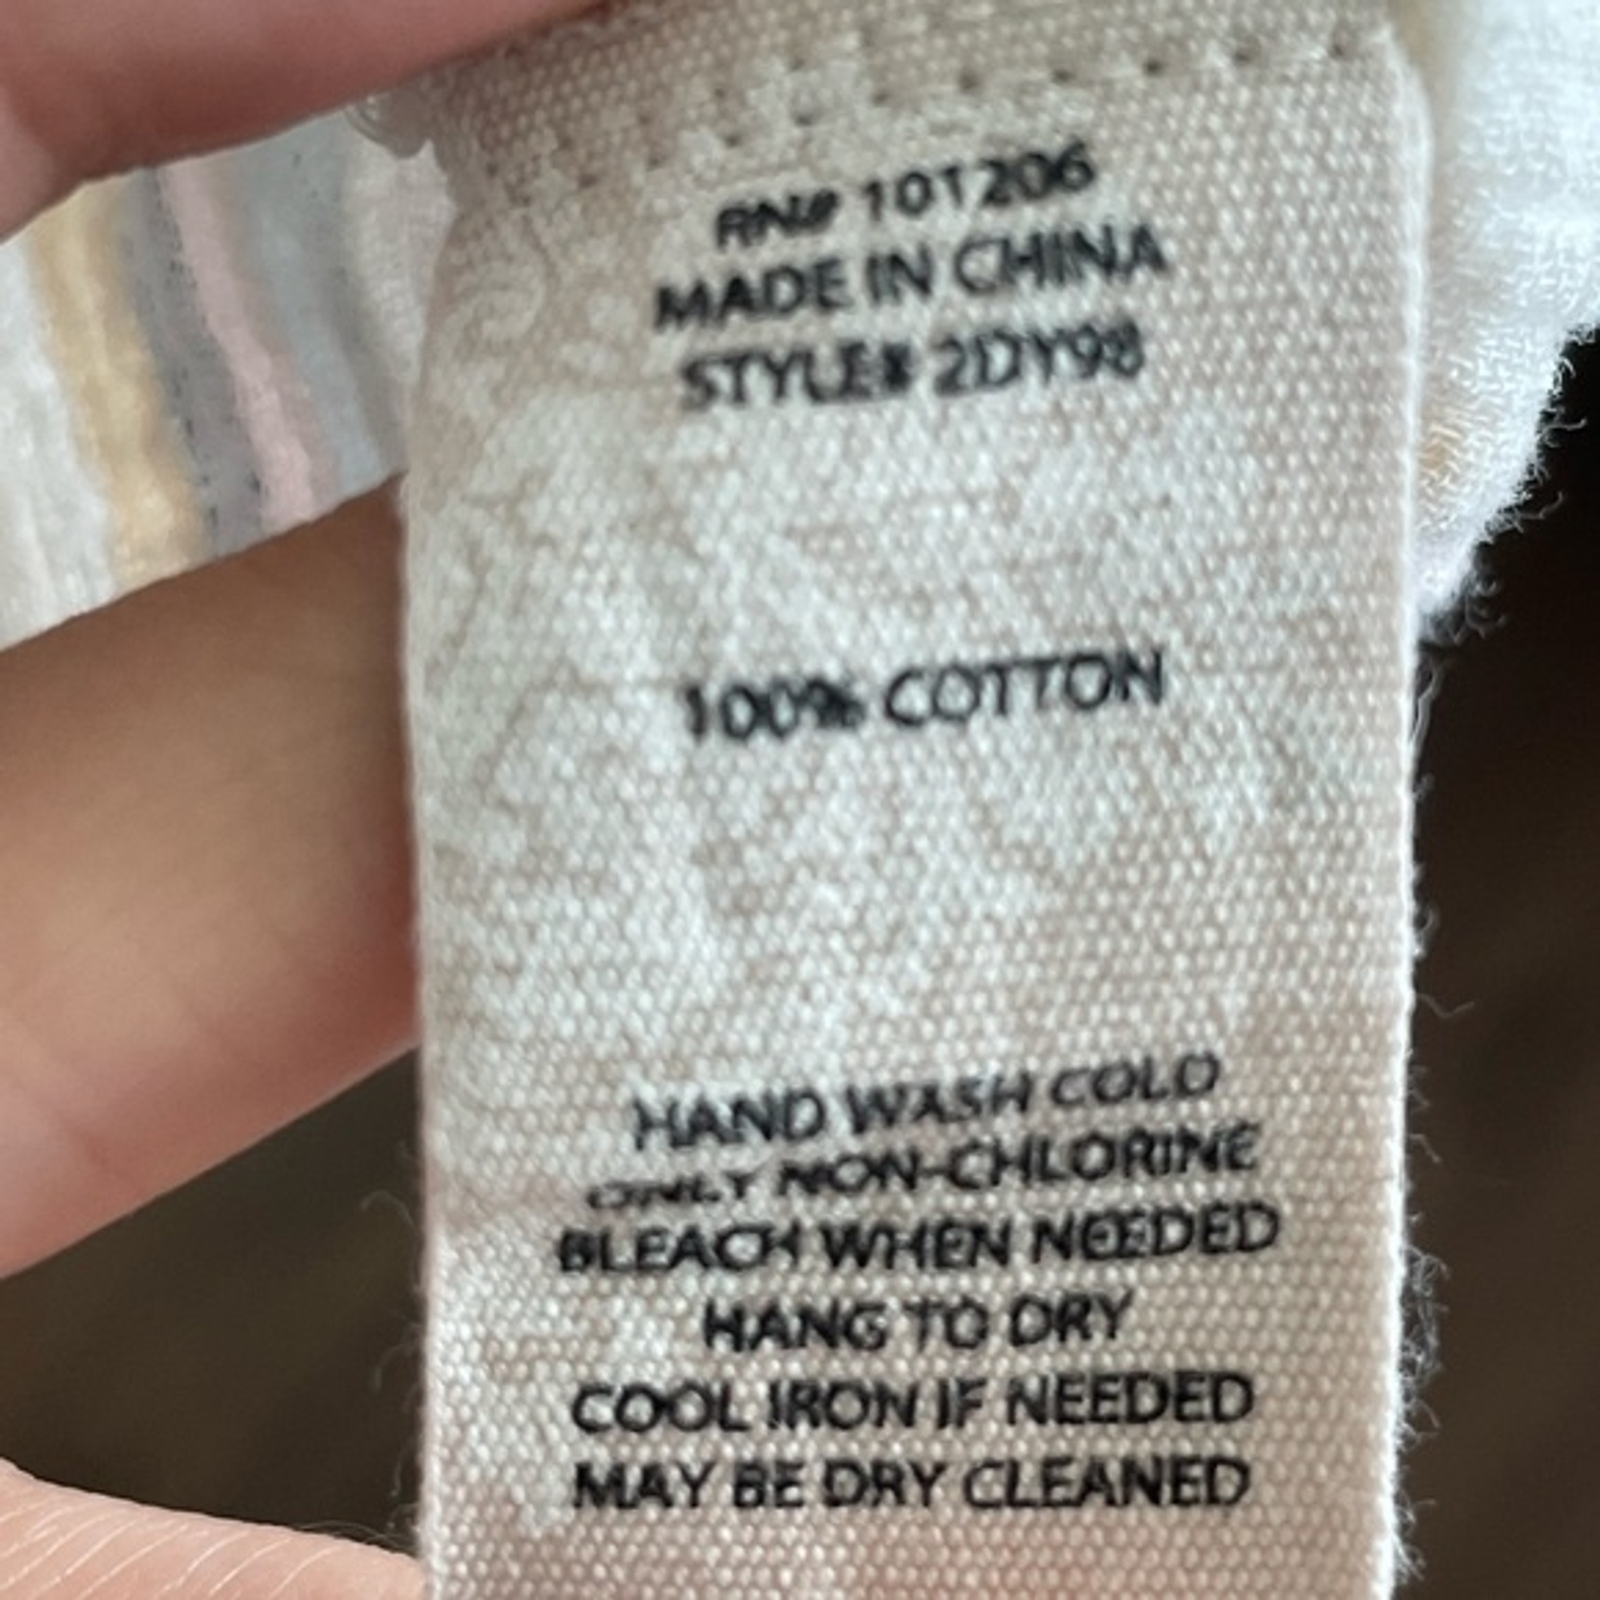 RN# 101206
MADE IN CHINA
STYLE# 2DY98
100% COTTON
HAND WASH COLD
ONLY NON-CHLORINE
BLEACH WHEN NEEDED
HANG TO DRY
COOL IRON IF NEEDED
MAY BE DRY CLEANED